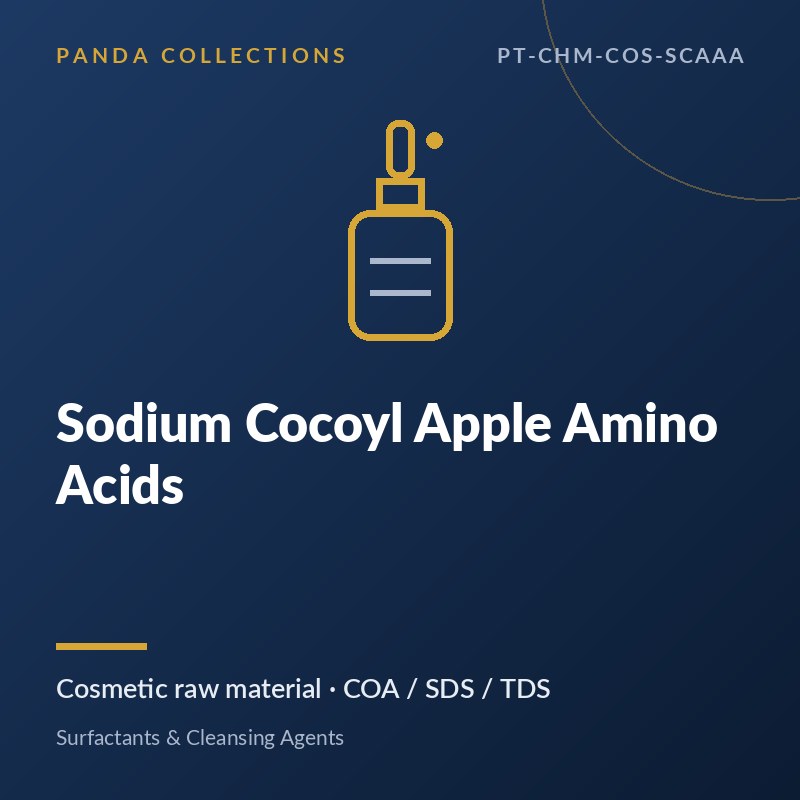 PANDA COLLECTIONS
PT-CHM-COS-SCAAA
Sodium Cocoyl Apple Amino
Acids
Cosmetic raw material · COA / SDS / TDS
Surfactants & Cleansing Agents